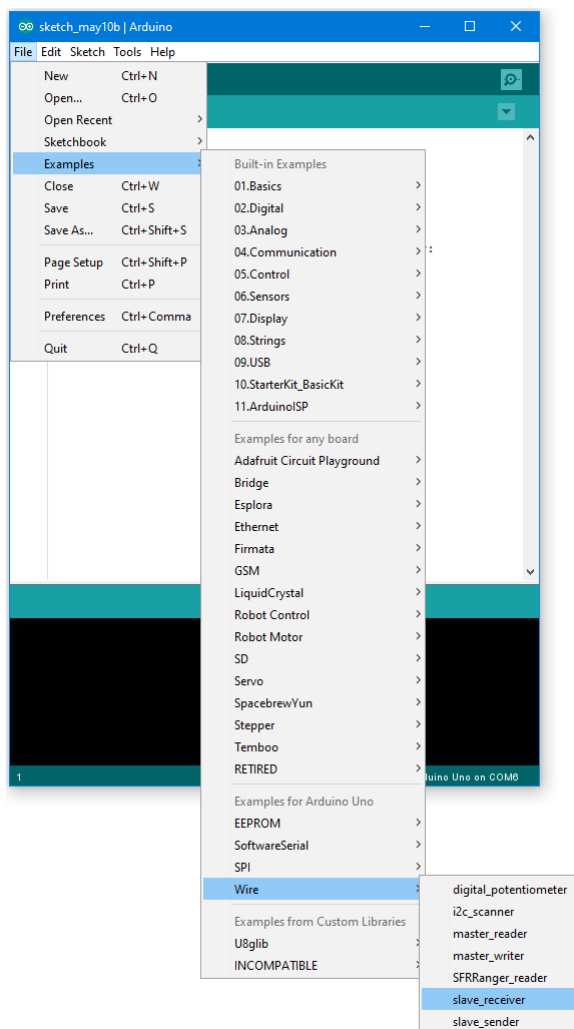 sketch_may10b | Arduino
File Edit Sketch Tools Help
New Ctrl+N
Open... Ctrl+O
Open Recent
Sketchbook
Examples
Close Ctrl+W
Save Ctrl+S
Save As... Ctrl+Shift+S
Page Setup Ctrl+Shift+P
Print Ctrl+P
Preferences Ctrl+Comma
Quit Ctrl+Q
Built-in Examples
01.Basics
02.Digital
03.Analog
04.Communication
05.Control
06.Sensors
07.Display
08.Strings
09.USB
10.StarterKit_BasicKit
11.ArduinoISP
Examples for any board
Adafruit Circuit Playground
Bridge
Esplora
Ethernet
Firmata
GSM
LiquidCrystal
Robot Control
Robot Motor
SD
Servo
SpacebrewYun
Stepper
Temboo
RETIRED
Examples for Arduino Uno
EEPROM
SoftwareSerial
SPI
Wire
Examples from Custom Libraries
U8glib
INCOMPATIBLE
digital_potentiometer
i2c_scanner
master_reader
master_writer
SFRRanger_reader
slave_receiver
slave_sender
:
1 duino Uno on COM6